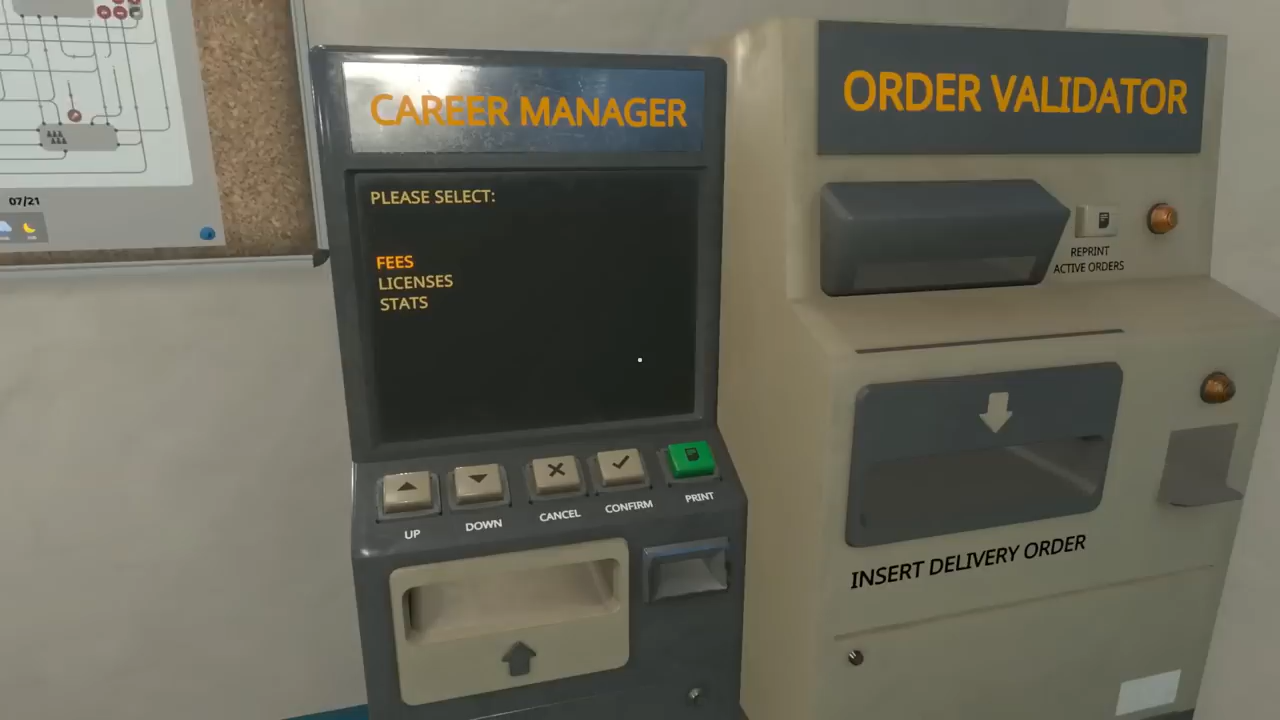 07/21
CAREER MANAGER
PLEASE SELECT:
FEES
LICENSES
STATS
UP
DOWN
CANCEL
CONFIRM
PRINT
ORDER VALIDATOR
REPRINT
ACTIVE ORDERS
INSERT DELIVERY ORDER